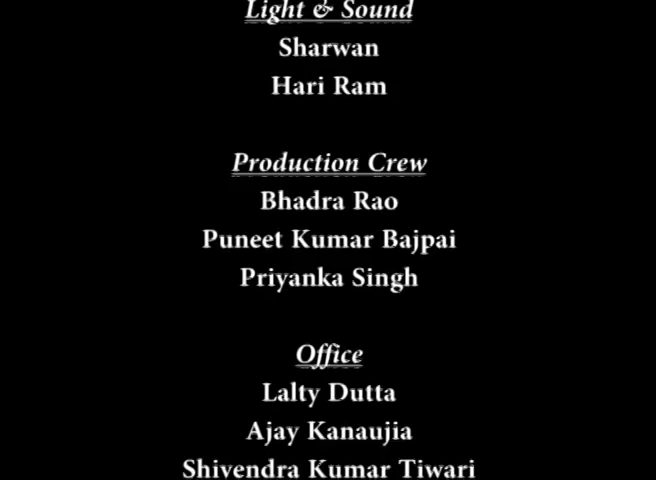 Light & Sound
Sharwan
Hari Ram
Production Crew
Bhadra Rao
Puneet Kumar Bajpai
Priyanka Singh
Office
Lalty Dutta
Ajay Kanaujia
Shivendra Kumar Tiwari